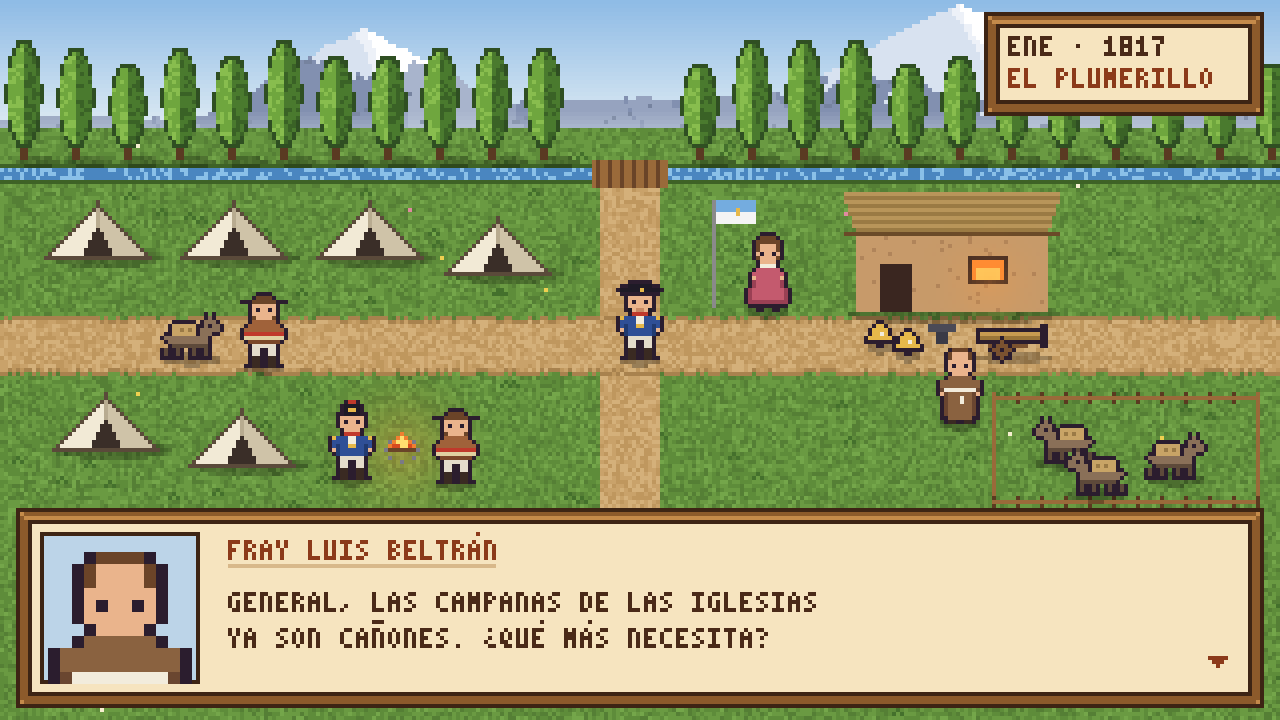 ENE · 1817
EL PLUMERILLO
FRAY LUIS BELTRÁN
GENERAL, LAS CAMPANAS DE LAS IGLESIAS
YA SON CAÑONES. ¿QUÉ MÁS NECESITA?